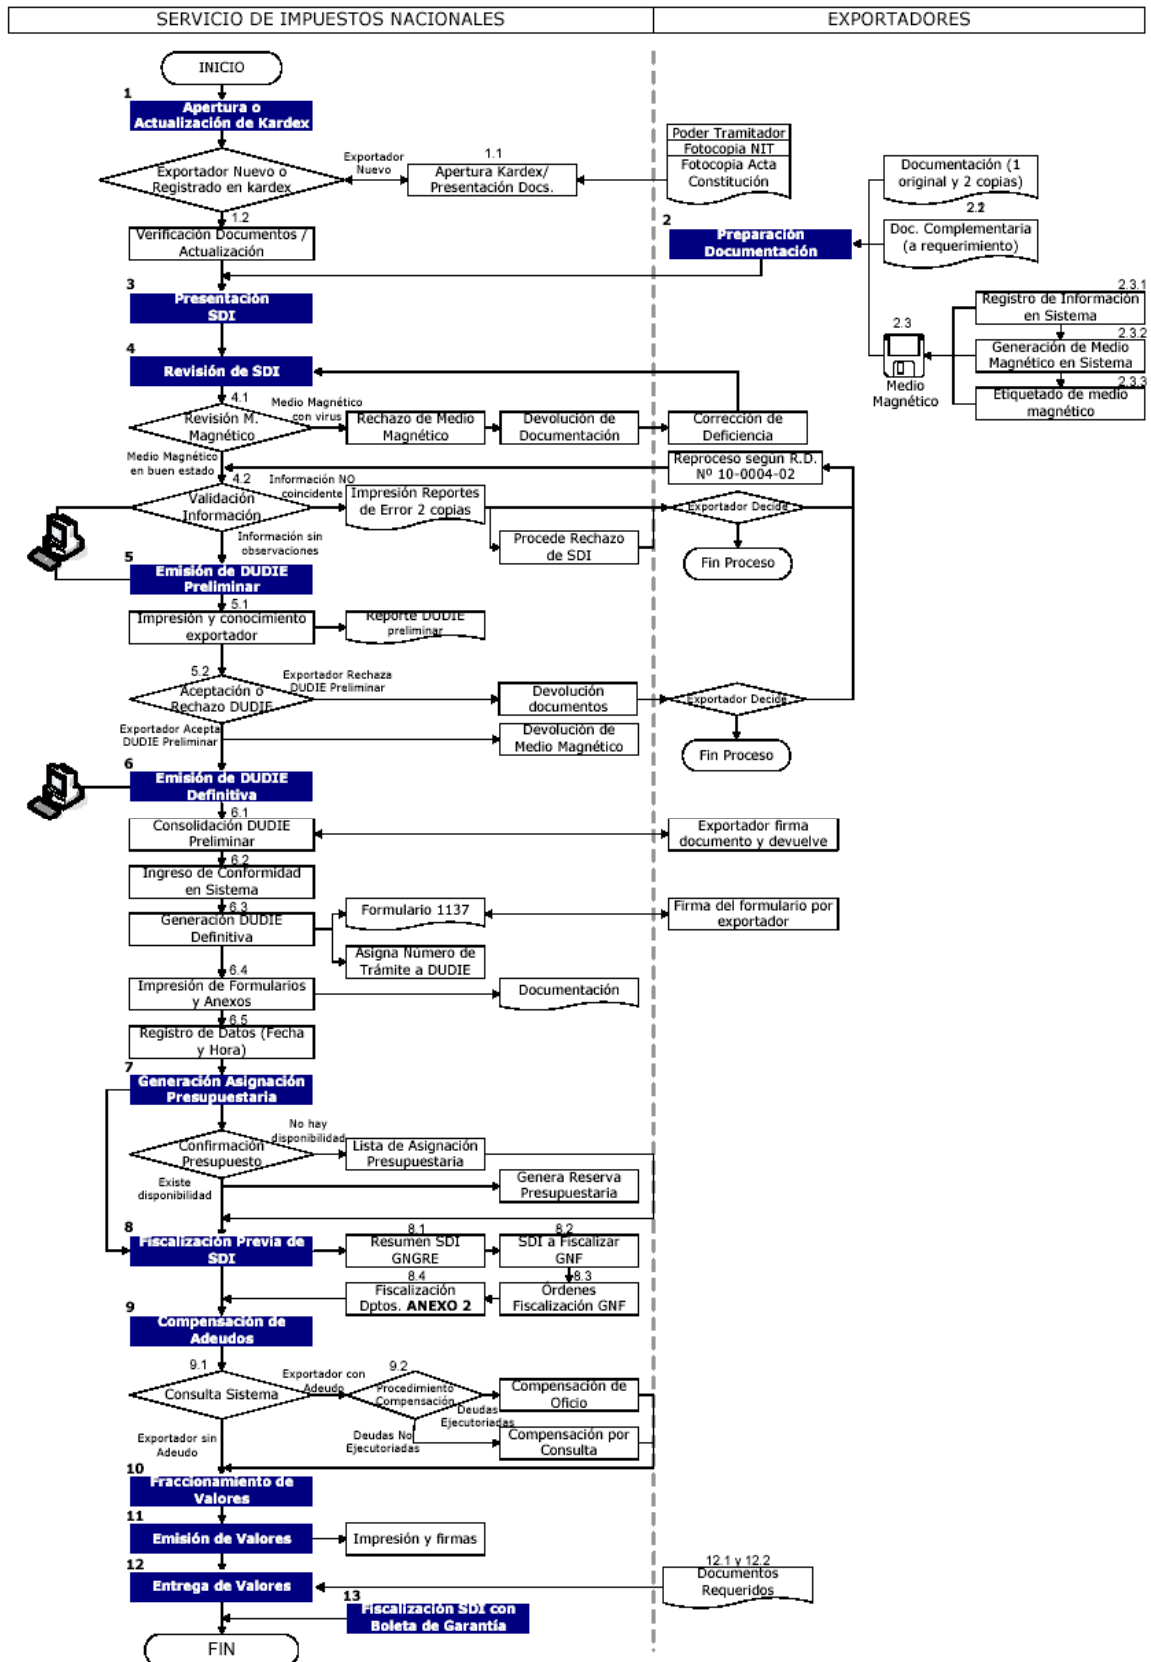 SERVICIO DE IMPUESTOS NACIONALES
EXPORTADORES
INICIO
1
Apertura o
Actualización de Kardex
Exportador Nuevo o
Registrado en kardex
Exportador
Nuevo
1.1
Apertura Kardex/
Presentación Docs.
Poder Tramitador
Fotocopia NIT
Fotocopia Acta
Constitución
Documentación (1
original y 2 copias)
1.2
Verificación Documentos /
Actualización
2
Preparación
Documentación
Doc. Complementaria
(a requerimiento)
3
Presentación
SDI
2.3.1
Registro de Información
en Sistema
2.3
2.3.2
Generación de Medio
Magnético en Sistema
Medio
Magnético
2.3.3
Etiquetado de medio
magnético
4
Revisión de SDI
4.1
Revisión M.
Magnético
Medio Magnético
con virus
Rechazo de Medio
Magnético
Devolución de
Documentación
Corrección de
Deficiencia
Medio Magnético
en buen estado
Reproceso según R.D.
Nº 10-0004-02
4.2
Validación
Información
Información NO
coincidente
Impresión Reportes
de Error 2 copias
Exportador Decide
Información sin
observaciones
Procede Rechazo
de SDI
Fin Proceso
5
Emisión de DUDIE
Preliminar
5.1
Impresión y conocimiento
exportador
Reporte DUDIE
preliminar
5.2
Aceptación o
Rechazo DUDIE
Exportador Rechaza
DUDIE Preliminar
Devolución
documentos
Exportador Decide
Exportador Acepta
DUDIE Preliminar
Devolución de
Medio Magnético
Fin Proceso
6
Emisión de DUDIE
Definitiva
6.1
Consolidación DUDIE
Preliminar
Exportador firma
documento y devuelve
6.2
Ingreso de Conformidad
en Sistema
6.3
Generación DUDIE
Definitiva
Formulario 1137
Firma del formulario por
exportador
Asigna Número de
Trámite a DUDIE
6.4
Impresión de Formularios
y Anexos
Documentación
6.5
Registro de Datos (Fecha
y Hora)
7
Generación Asignación
Presupuestaria
Confirmación
Presupuesto
No hay
disponibilidad
Lista de Asignación
Presupuestaria
Existe
disponibilidad
Genera Reserva
Presupuestaria
8
Fiscalización Previa de
SDI
8.1
Resumen SDI
GNGRE
8.2
SDI a Fiscalizar
GNF
8.4
Fiscalización
Dptos. ANEXO 2
8.3
Órdenes
Fiscalización GNF
9
Compensación de
Adeudos
9.1
Consulta Sistema
Exportador con
Adeudo
9.2
Procedimiento
Compensación
Compensación de
Oficio
Deudas
Ejecutoriadas
Exportador sin
Adeudo
Deudas No
Ejecutoriadas
Compensación por
Consulta
10
Fraccionamiento de
Valores
11
Emisión de Valores
Impresión y firmas
12
Entrega de Valores
12.1 y 12.2
Documentos
Requeridos
13
Fiscalización SDI con
Boleta de Garantía
FIN